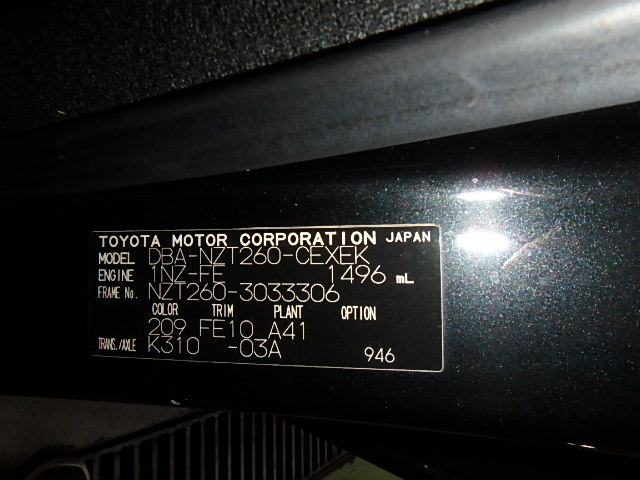 TOYOTA MOTOR CORPORATION JAPAN
MODEL DBA-NZT260-CEXEK
ENGINE 1NZ-FE 1496 mL
FRAME No. NZT260-3033306
COLOR TRIM PLANT OPTION
209 FE10 A41
TRANS./AXLE K310 -03A 946